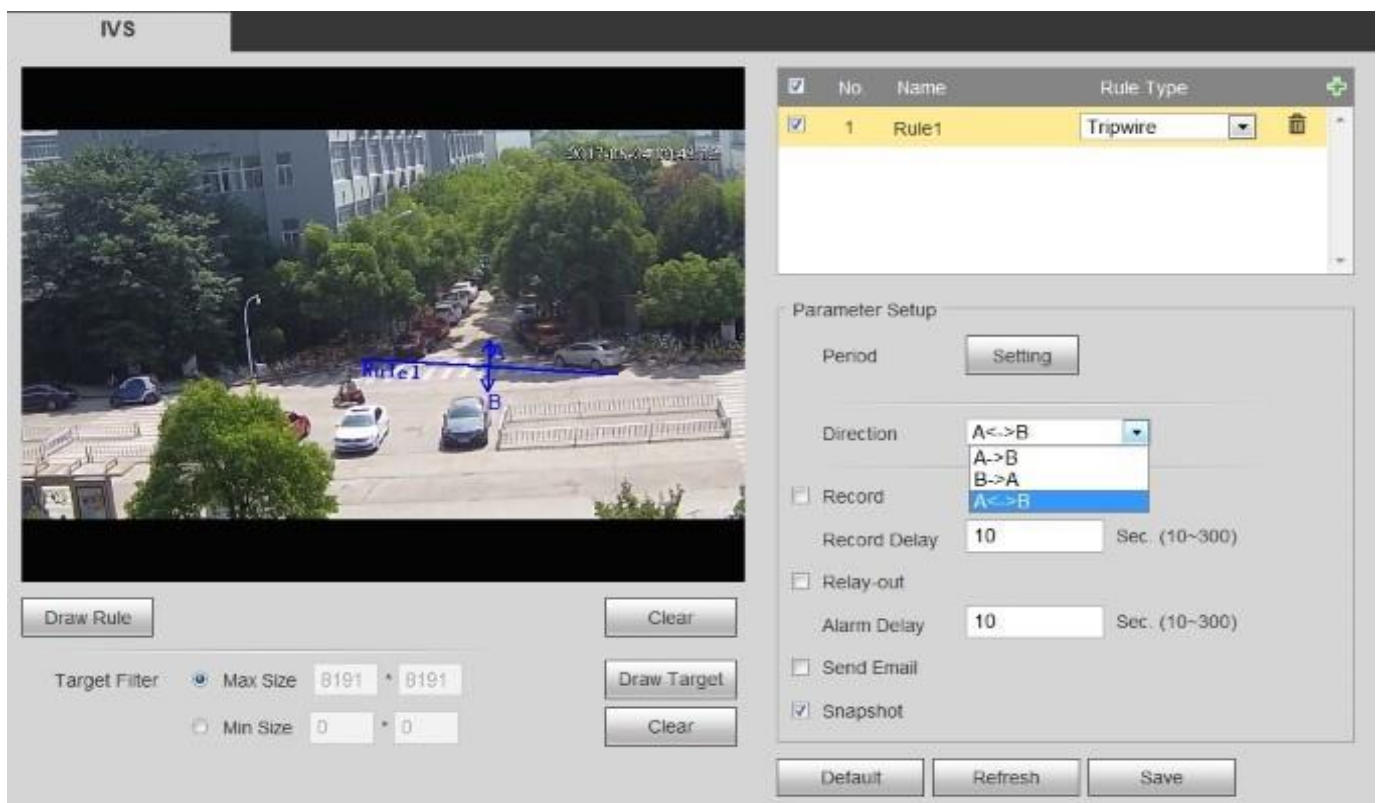 IVS
No Name Rule Type
1 Rule1 Tripwire
Rule1
B
Parameter Setup
Period Setting
Direction A<->B
A->B
B->A
A<->B
Record
Record Delay 10 Sec. (10~300)
Relay-out
Alarm Delay 10 Sec. (10~300)
Send Email
Snapshot
Draw Rule Clear
Target Filter Max Size 8191 * 8191 Draw Target
Min Size 0 * 0 Clear
Default Refresh Save